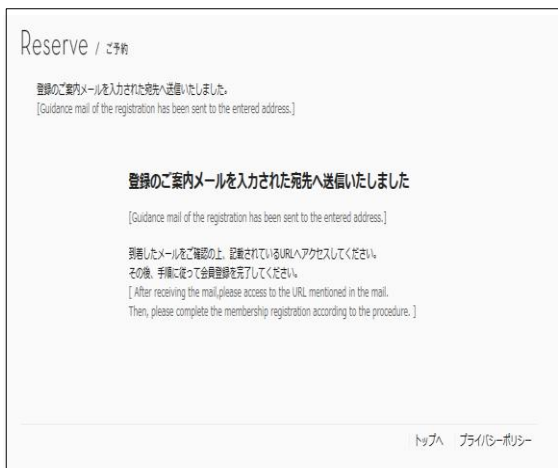 Reserve / ご予約
登録のご案内メールを入力された宛先へ送信いたしました。
[Guidance mail of the registration has been sent to the entered address.]
登録のご案内メールを入力された宛先へ送信いたしました
[Guidance mail of the registration has been sent to the entered address.]
到着したメールをご確認の上、記載されているURLへアクセスしてください。
その後、手順に従って会員登録を完了してください。
[ After receiving the mail,please access to the URL mentioned in the mail.
Then, please complete the membership registration according to the procedure. ]
トップへ プライバシーポリシー